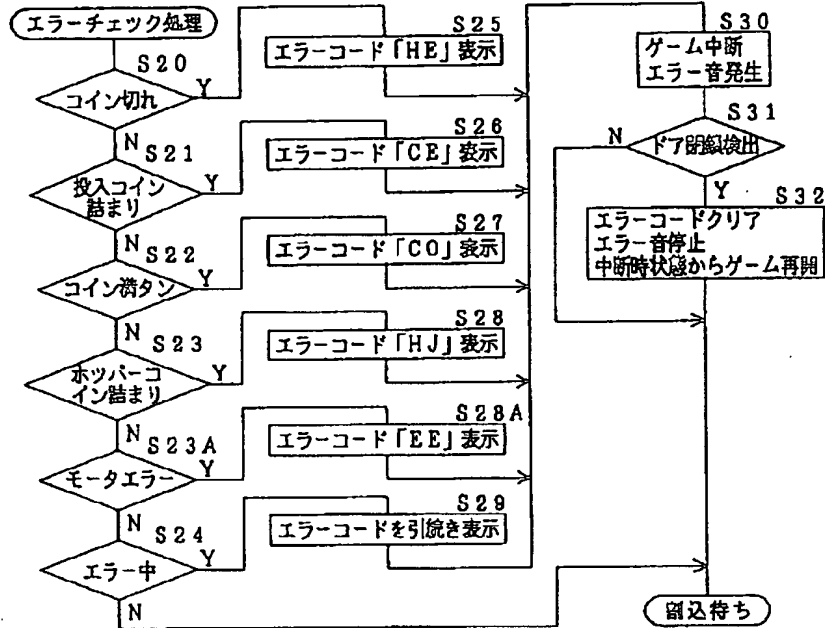 エラーチェック処理
S20
コイン切れ
Y
N
S21
投入コイン
詰まり
Y
N
S22
コイン満タン
Y
N
S23
ホッパーコ
イン詰まり
Y
N
S23A
モータエラー
Y
N
S24
エラー中
Y
N
S25
エラーコード「HE」表示
S26
エラーコード「CE」表示
S27
エラーコード「CO」表示
S28
エラーコード「HJ」表示
S28A
エラーコード「EE」表示
S29
エラーコードを引続き表示
S30
ゲーム中断
エラー音発生
S31
N
ドア閉鎖検出
Y
S32
エラーコードクリア
エラー音停止
中断時状態からゲーム再開
割込待ち